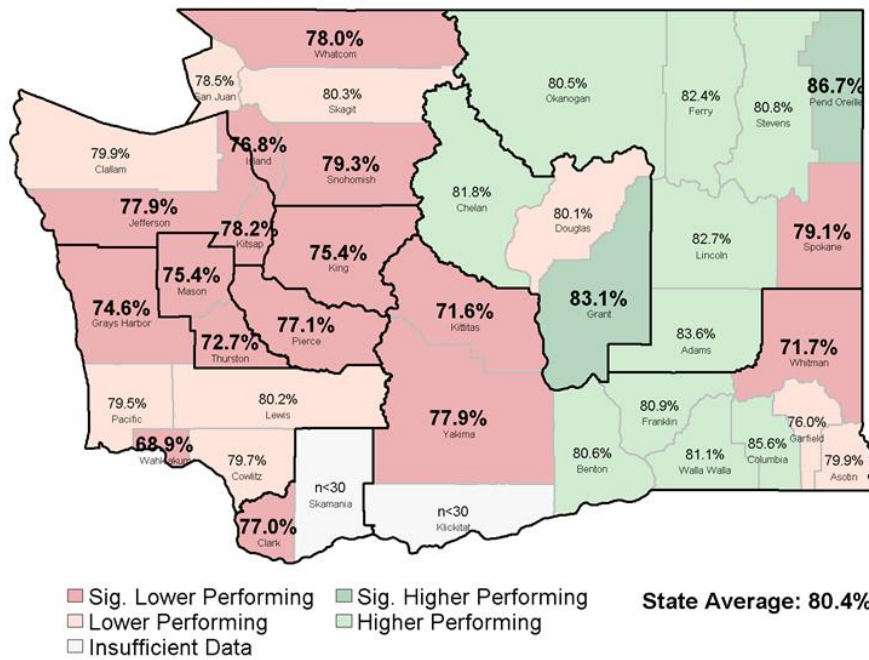 78.0%
Whatcom
78.5%
San Juan
80.3%
Skagit
80.5%
Okanogan
82.4%
Ferry
80.8%
Stevens
86.7%
Pend Oreille
79.9%
Clallam
76.8%
Island
79.3%
Snohomish
77.9%
Jefferson
78.2%
Kitsap
81.8%
Chelan
80.1%
Douglas
82.7%
Lincoln
79.1%
Spokane
75.4%
King
75.4%
Mason
74.6%
Grays Harbor
72.7%
Thurston
77.1%
Pierce
71.6%
Kittitas
83.1%
Grant
83.6%
Adams
71.7%
Whitman
79.5%
Pacific
80.2%
Lewis
77.9%
Yakima
80.9%
Franklin
80.6%
Benton
81.1%
Walla Walla
85.6%
Columbia
76.0%
Garfield
79.9%
Asotin
68.9%
Wahkiakum
79.7%
Cowlitz
n<30
Skamania
n<30
Klickitat
77.0%
Clark
Sig. Lower Performing
Sig. Higher Performing
State Average: 80.4%
Lower Performing
Higher Performing
Insufficient Data